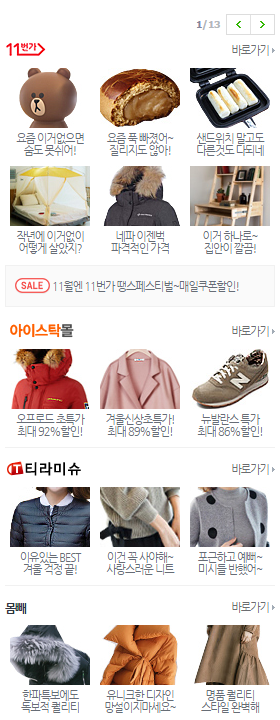 1/13
11번가
바로가기
요즘 이거없으면
숨도 못쉬어!
요즘 푹 빠졌어~
질리지도 않아!
샌드위치 말고도
다른것도 다되네
작년에 이거없이
어떻게 살았지?
네파 이젠벅
파격적인 가격
이거 하나로~
집안이 깔끔!
SALE 11월엔 11번가 땡스페스티벌~매일쿠폰할인!
아이스탁몰
바로가기
오프로드 초특가
최대 92%할인!
겨울신상초특가!
최대 89%할인!
뉴발란스 특가
최대 86%할인!
티라미슈
바로가기
이유있는 BEST
겨울 걱정 끝!
이건 꼭 사야해~
사랑스러운 니트
포근하고 예뻐~
미시들 반했어~
몸빼
바로가기
한파특보에도
독보적 퀄리티
유니크한 디자인
망설이지마세요~
명품 퀄리티
스타일 완벽해